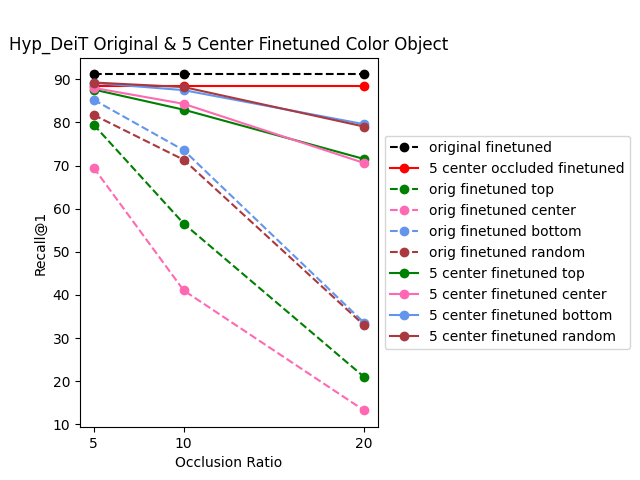 Hyp_DeiT Original & 5 Center Finetuned Color Object
90
80
70
60
50
40
30
20
10
Recall@1
5
10
20
Occlusion Ratio
original finetuned
5 center occluded finetuned
orig finetuned top
orig finetuned center
orig finetuned bottom
orig finetuned random
5 center finetuned top
5 center finetuned center
5 center finetuned bottom
5 center finetuned random